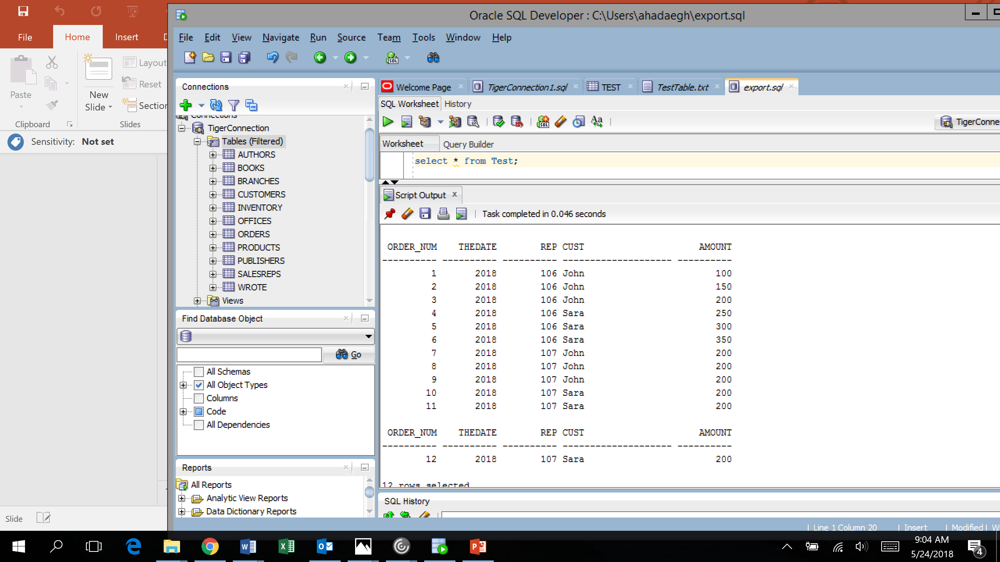 Oracle SQL Developer : C:\Users\ahadaegh\export.sql
File Home Insert
File Edit View Navigate Run Source Team Tools Window Help
Paste
New Slide
Layout
Reset
Section
Clipboard Slides
Sensitivity: Not set
Connections
Connections
TigerConnection
Tables (Filtered)
AUTHORS
BOOKS
BRANCHES
CUSTOMERS
INVENTORY
OFFICES
ORDERS
PRODUCTS
PUBLISHERS
SALESREPS
WROTE
Views
Find Database Object
Go
All Schemas
All Object Types
Columns
Code
All Dependencies
Reports
All Reports
Analytic View Reports
Data Dictionary Reports
Welcome Page TigerConnection1.sql TEST TestTable.txt export.sql
SQL Worksheet History
TigerConne
Worksheet Query Builder
select * from Test;
Script Output
Task completed in 0.046 seconds
ORDER_NUM THEDATE REP CUST AMOUNT
---------- ---------- ---------- -------------------- ----------
1 2018 106 John 100
2 2018 106 John 150
3 2018 106 John 200
4 2018 106 Sara 250
5 2018 106 Sara 300
6 2018 106 Sara 350
7 2018 107 John 200
8 2018 107 John 200
9 2018 107 John 200
10 2018 107 Sara 200
11 2018 107 Sara 200
ORDER_NUM THEDATE REP CUST AMOUNT
---------- ---------- ---------- -------------------- ----------
12 2018 107 Sara 200
12 rows selected
SQL History
Line 1 Column 20 | Insert | Modified | W
Slide
9:04 AM
5/24/2018
4